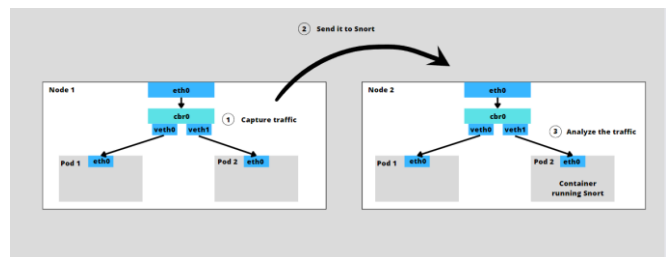 2 Send it to Snort
Node 1
eth0
cbr0
veth0 veth1
1 Capture traffic
Pod 1 eth0
Pod 2 eth0
Node 2
eth0
cbr0
veth0 veth1
3 Analyze the traffic
Pod 1 eth0
Pod 2 eth0
Container
running Snort